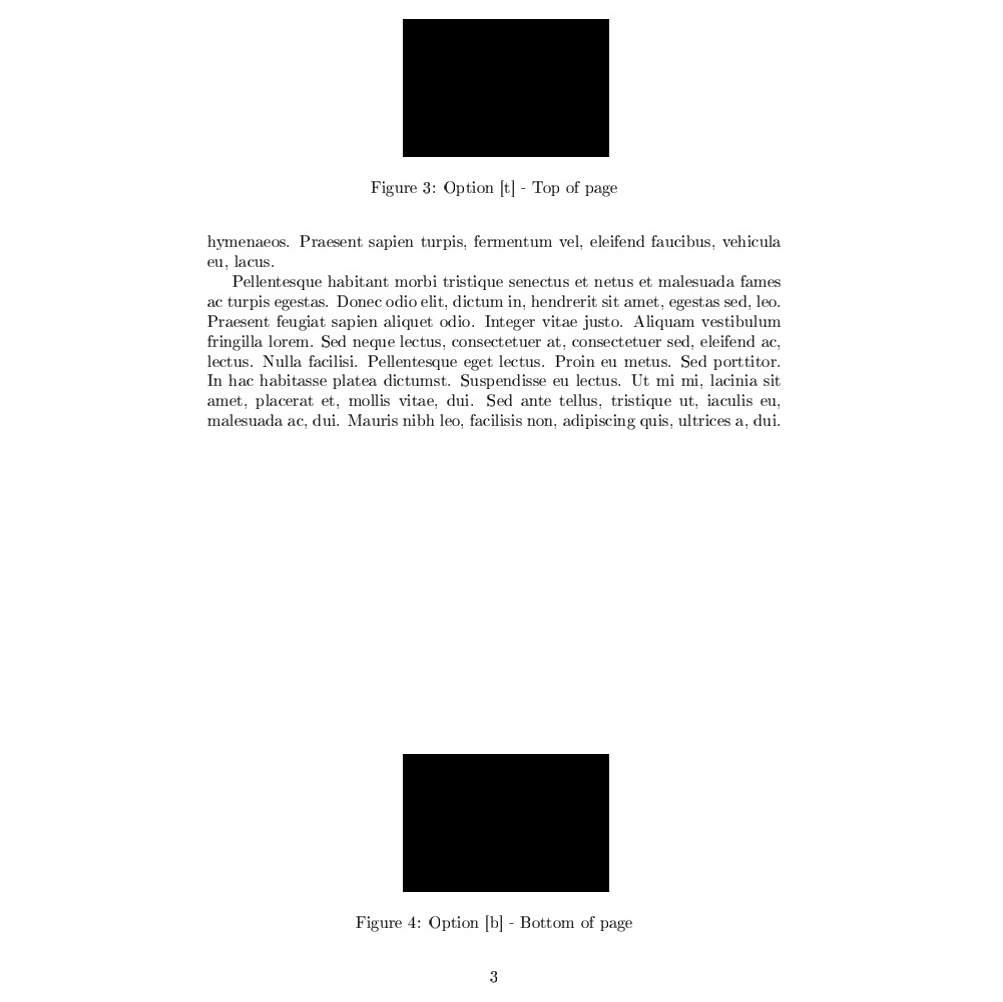 Figure 3: Option [t] - Top of page
hymenaeos. Praesent sapien turpis, fermentum vel, eleifend faucibus, vehicula
eu, lacus.
Pellentesque habitant morbi tristique senectus et netus et malesuada fames
ac turpis egestas. Donec odio elit, dictum in, hendrerit sit amet, egestas sed, leo.
Praesent feugiat sapien aliquet odio. Integer vitae justo. Aliquam vestibulum
fringilla lorem. Sed neque lectus, consectetuer at, consectetuer sed, eleifend ac,
lectus. Nulla facilisi. Pellentesque eget lectus. Proin eu metus. Sed porttitor.
In hac habitasse platea dictumst. Suspendisse eu lectus. Ut mi mi, lacinia sit
amet, placerat et, mollis vitae, dui. Sed ante tellus, tristique ut, iaculis eu,
malesuada ac, dui. Mauris nibh leo, facilisis non, adipiscing quis, ultrices a, dui.
Figure 4: Option [b] - Bottom of page
3